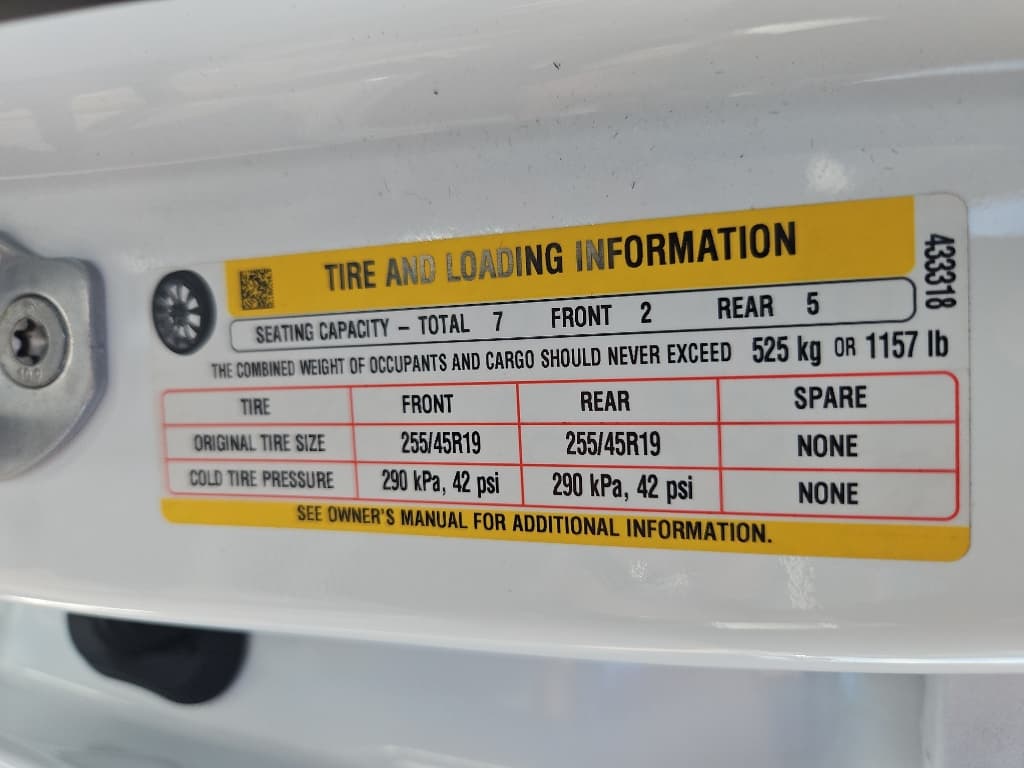 TIRE AND LOADING INFORMATION
433318
SEATING CAPACITY – TOTAL 7 FRONT 2 REAR 5
THE COMBINED WEIGHT OF OCCUPANTS AND CARGO SHOULD NEVER EXCEED 525 kg OR 1157 lb
TIRE FRONT REAR SPARE
ORIGINAL TIRE SIZE 255/45R19 255/45R19 NONE
COLD TIRE PRESSURE 290 kPa, 42 psi 290 kPa, 42 psi NONE
SEE OWNER'S MANUAL FOR ADDITIONAL INFORMATION.